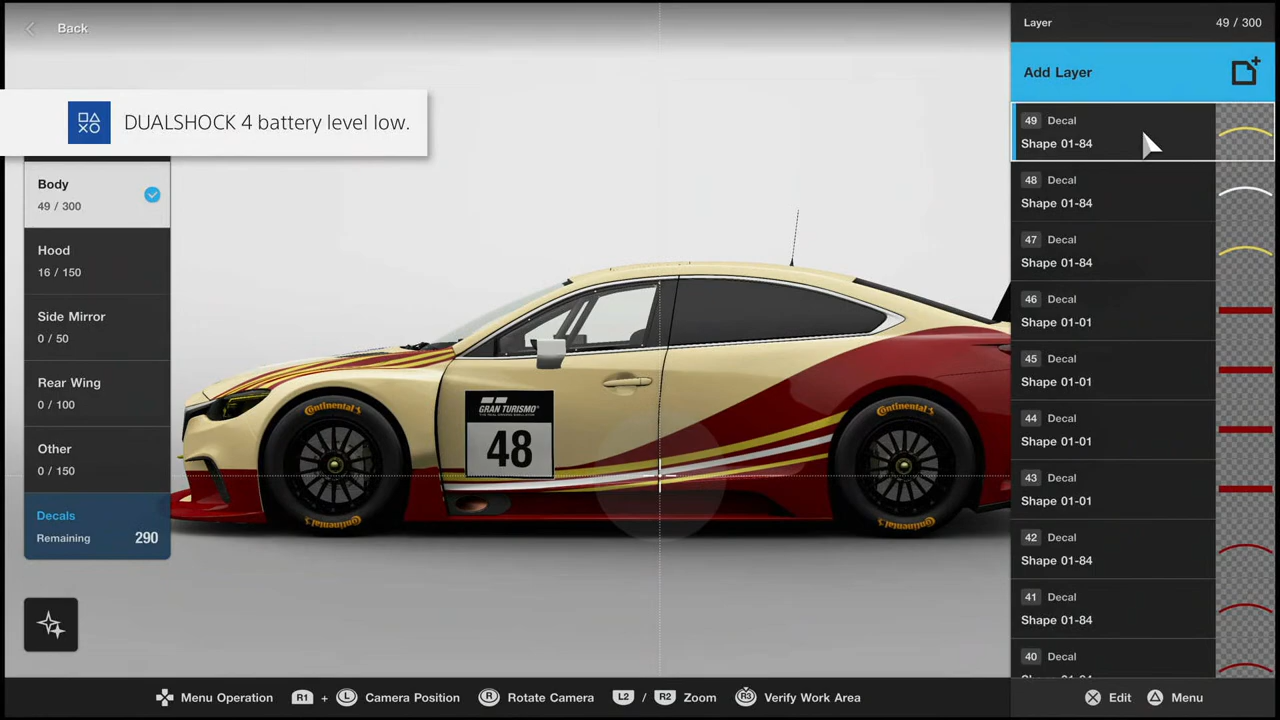 Back
Layer
49 / 300
Add Layer
DUALSHOCK 4 battery level low.
49 Decal
Shape 01-84
48 Decal
Shape 01-84
47 Decal
Shape 01-84
46 Decal
Shape 01-01
45 Decal
Shape 01-01
44 Decal
Shape 01-01
43 Decal
Shape 01-01
42 Decal
Shape 01-84
41 Decal
Shape 01-84
40 Decal
Body
49 / 300
Hood
16 / 150
Side Mirror
0 / 50
Rear Wing
0 / 100
Other
0 / 150
Decals
Remaining 290
Continental
Continental
Continental
Continental
GRAN TURISMO
48
Menu Operation
R1 + L Camera Position
R Rotate Camera
L2 / R2 Zoom
R3 Verify Work Area
Edit
Menu